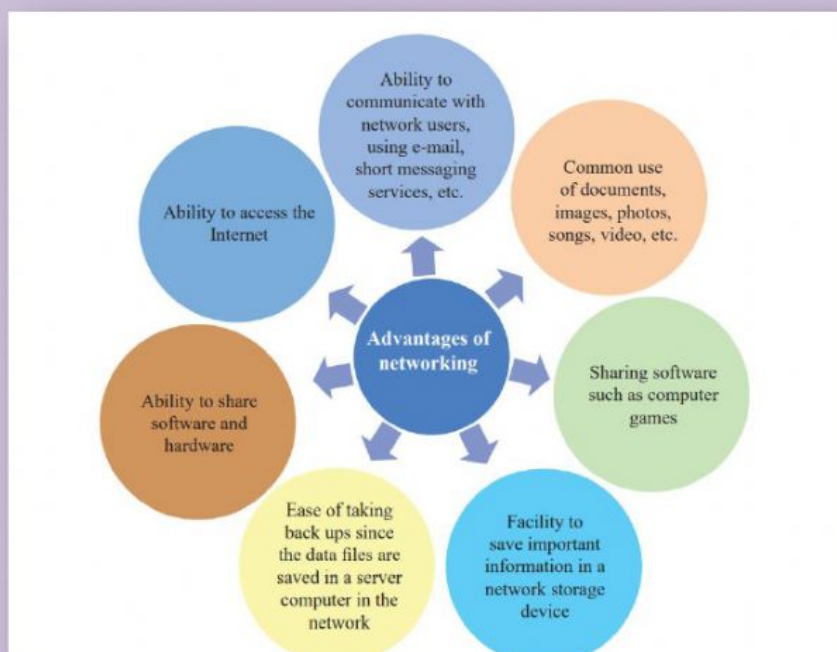 Ability to
communicate with
network users,
using e-mail,
short messaging
services, etc.
Common use
of documents,
images, photos,
songs, video, etc.
Sharing software
such as computer
games
Facility to
save important
information in a
network storage
device
Ease of taking
back ups since
the data files are
saved in a server
computer in the
network
Ability to share
software and
hardware
Ability to access the
Internet
Advantages of
networking